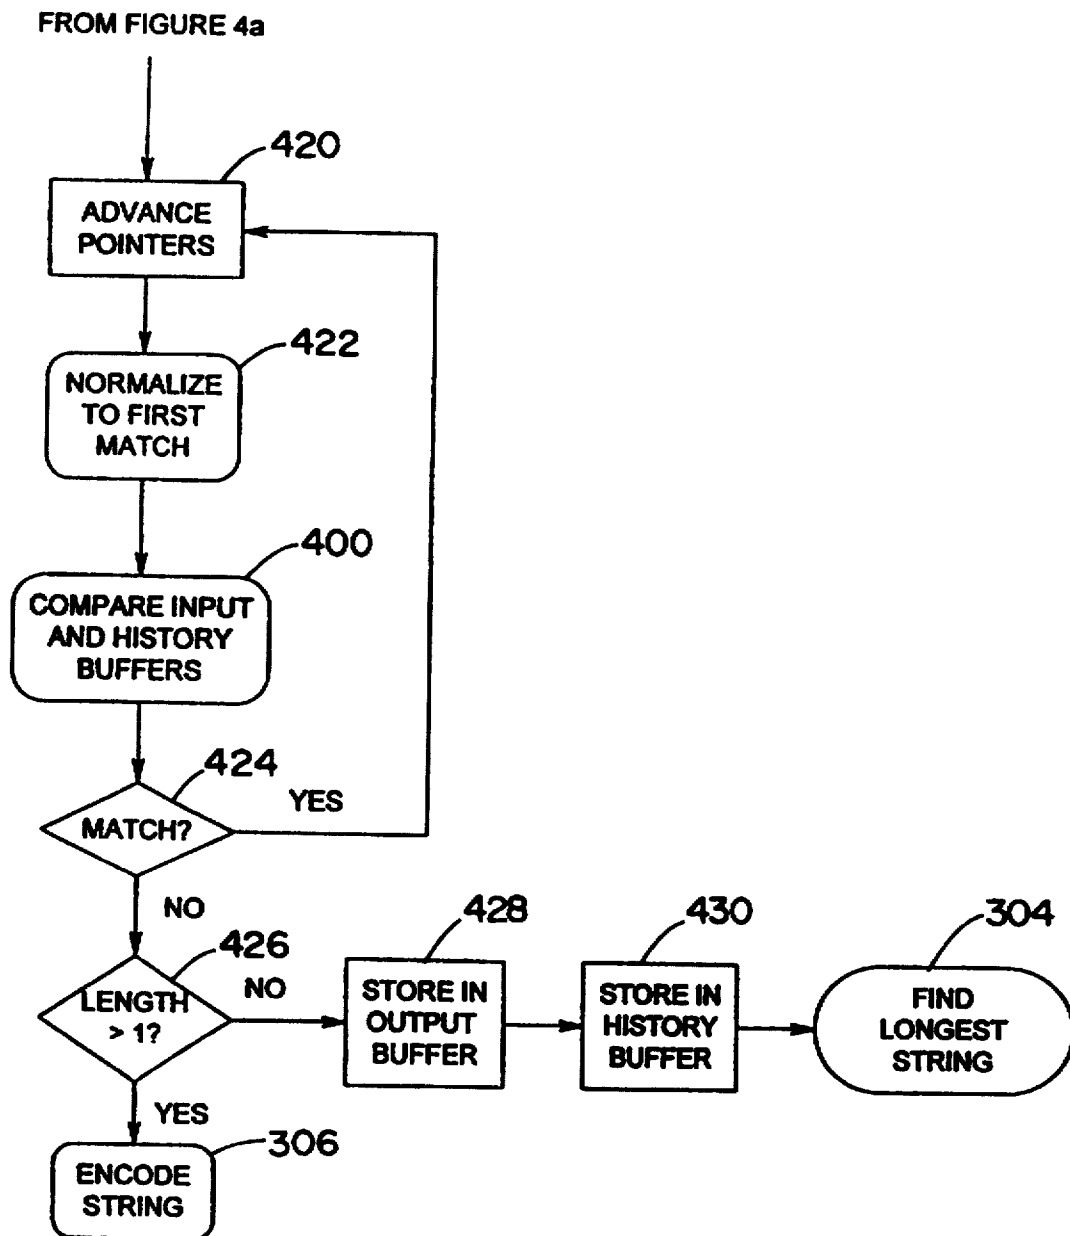 FROM FIGURE 4a
420
ADVANCE
POINTERS
422
NORMALIZE
TO FIRST
MATCH
400
COMPARE INPUT
AND HISTORY
BUFFERS
424
MATCH?
YES
NO
426
LENGTH
> 1?
NO
428
STORE IN
OUTPUT
BUFFER
430
STORE IN
HISTORY
BUFFER
304
FIND
LONGEST
STRING
YES
306
ENCODE
STRING